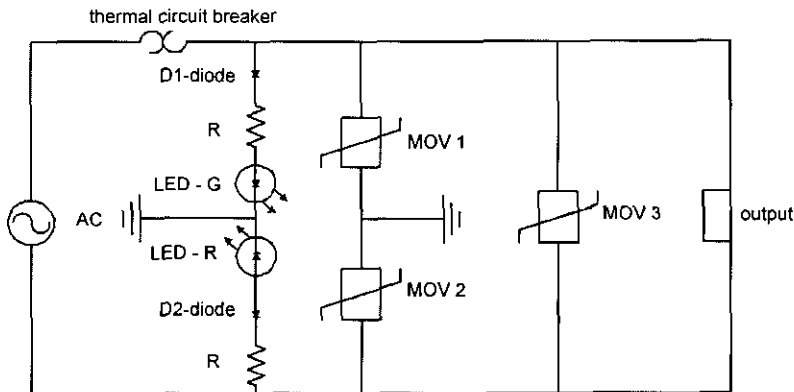 thermal circuit breaker
D1-diode
R
MOV 1
LED - G
AC
MOV 3
output
LED - R
MOV 2
D2-diode
R